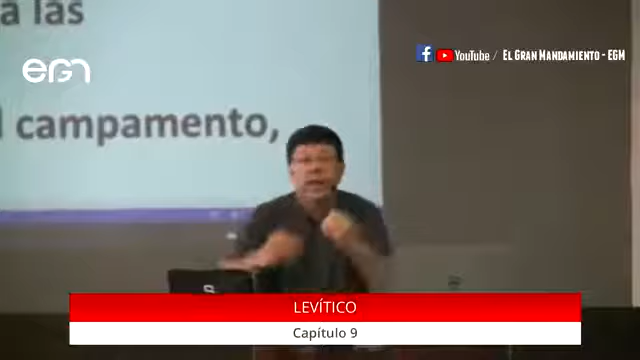 a las
campamento,
egm
YouTube / EL GRAN MANDAMIENTO - EGM
LEVÍTICO
Capítulo 9